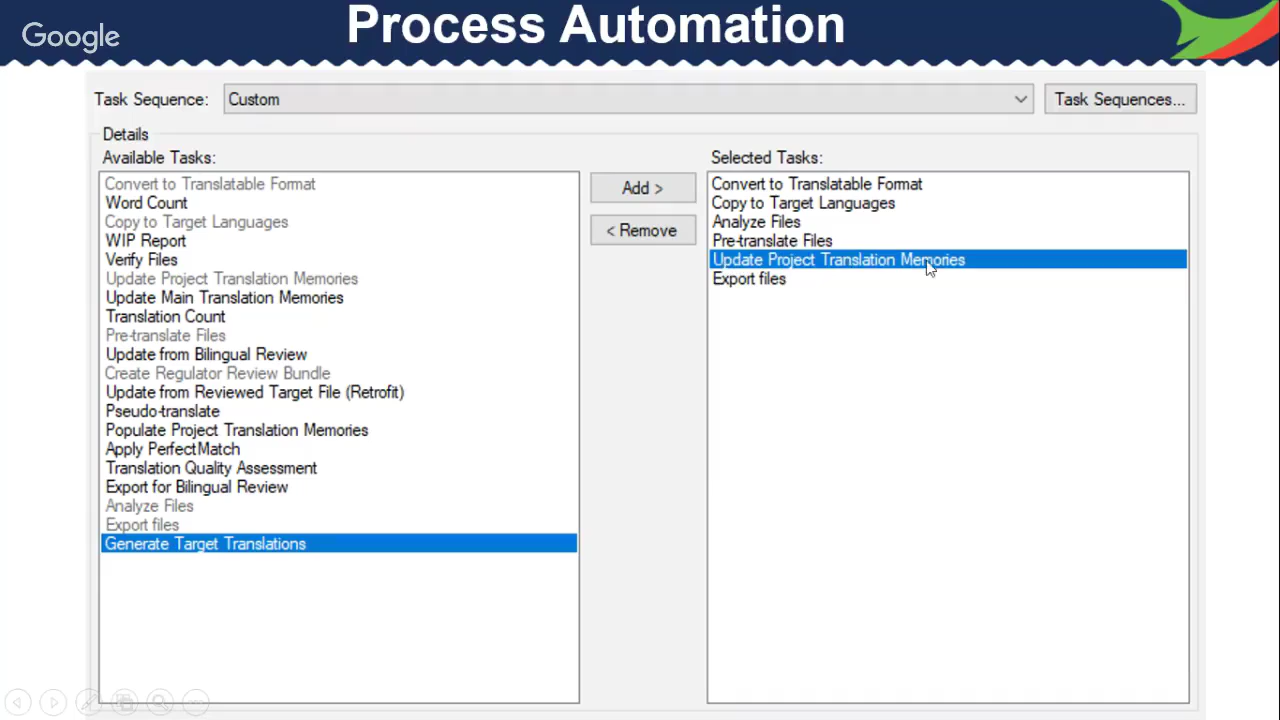 Process Automation
Google
Task Sequence: Custom Task Sequences...
Details
Available Tasks:
Convert to Translatable Format
Word Count
Copy to Target Languages
WIP Report
Verify Files
Update Project Translation Memories
Update Main Translation Memories
Translation Count
Pre-translate Files
Update from Bilingual Review
Create Regulator Review Bundle
Update from Reviewed Target File (Retrofit)
Pseudo-translate
Populate Project Translation Memories
Apply PerfectMatch
Translation Quality Assessment
Export for Bilingual Review
Analyze Files
Export files
Generate Target Translations
Add >
< Remove
Selected Tasks:
Convert to Translatable Format
Copy to Target Languages
Analyze Files
Pre-translate Files
Update Project Translation Memories
Export files